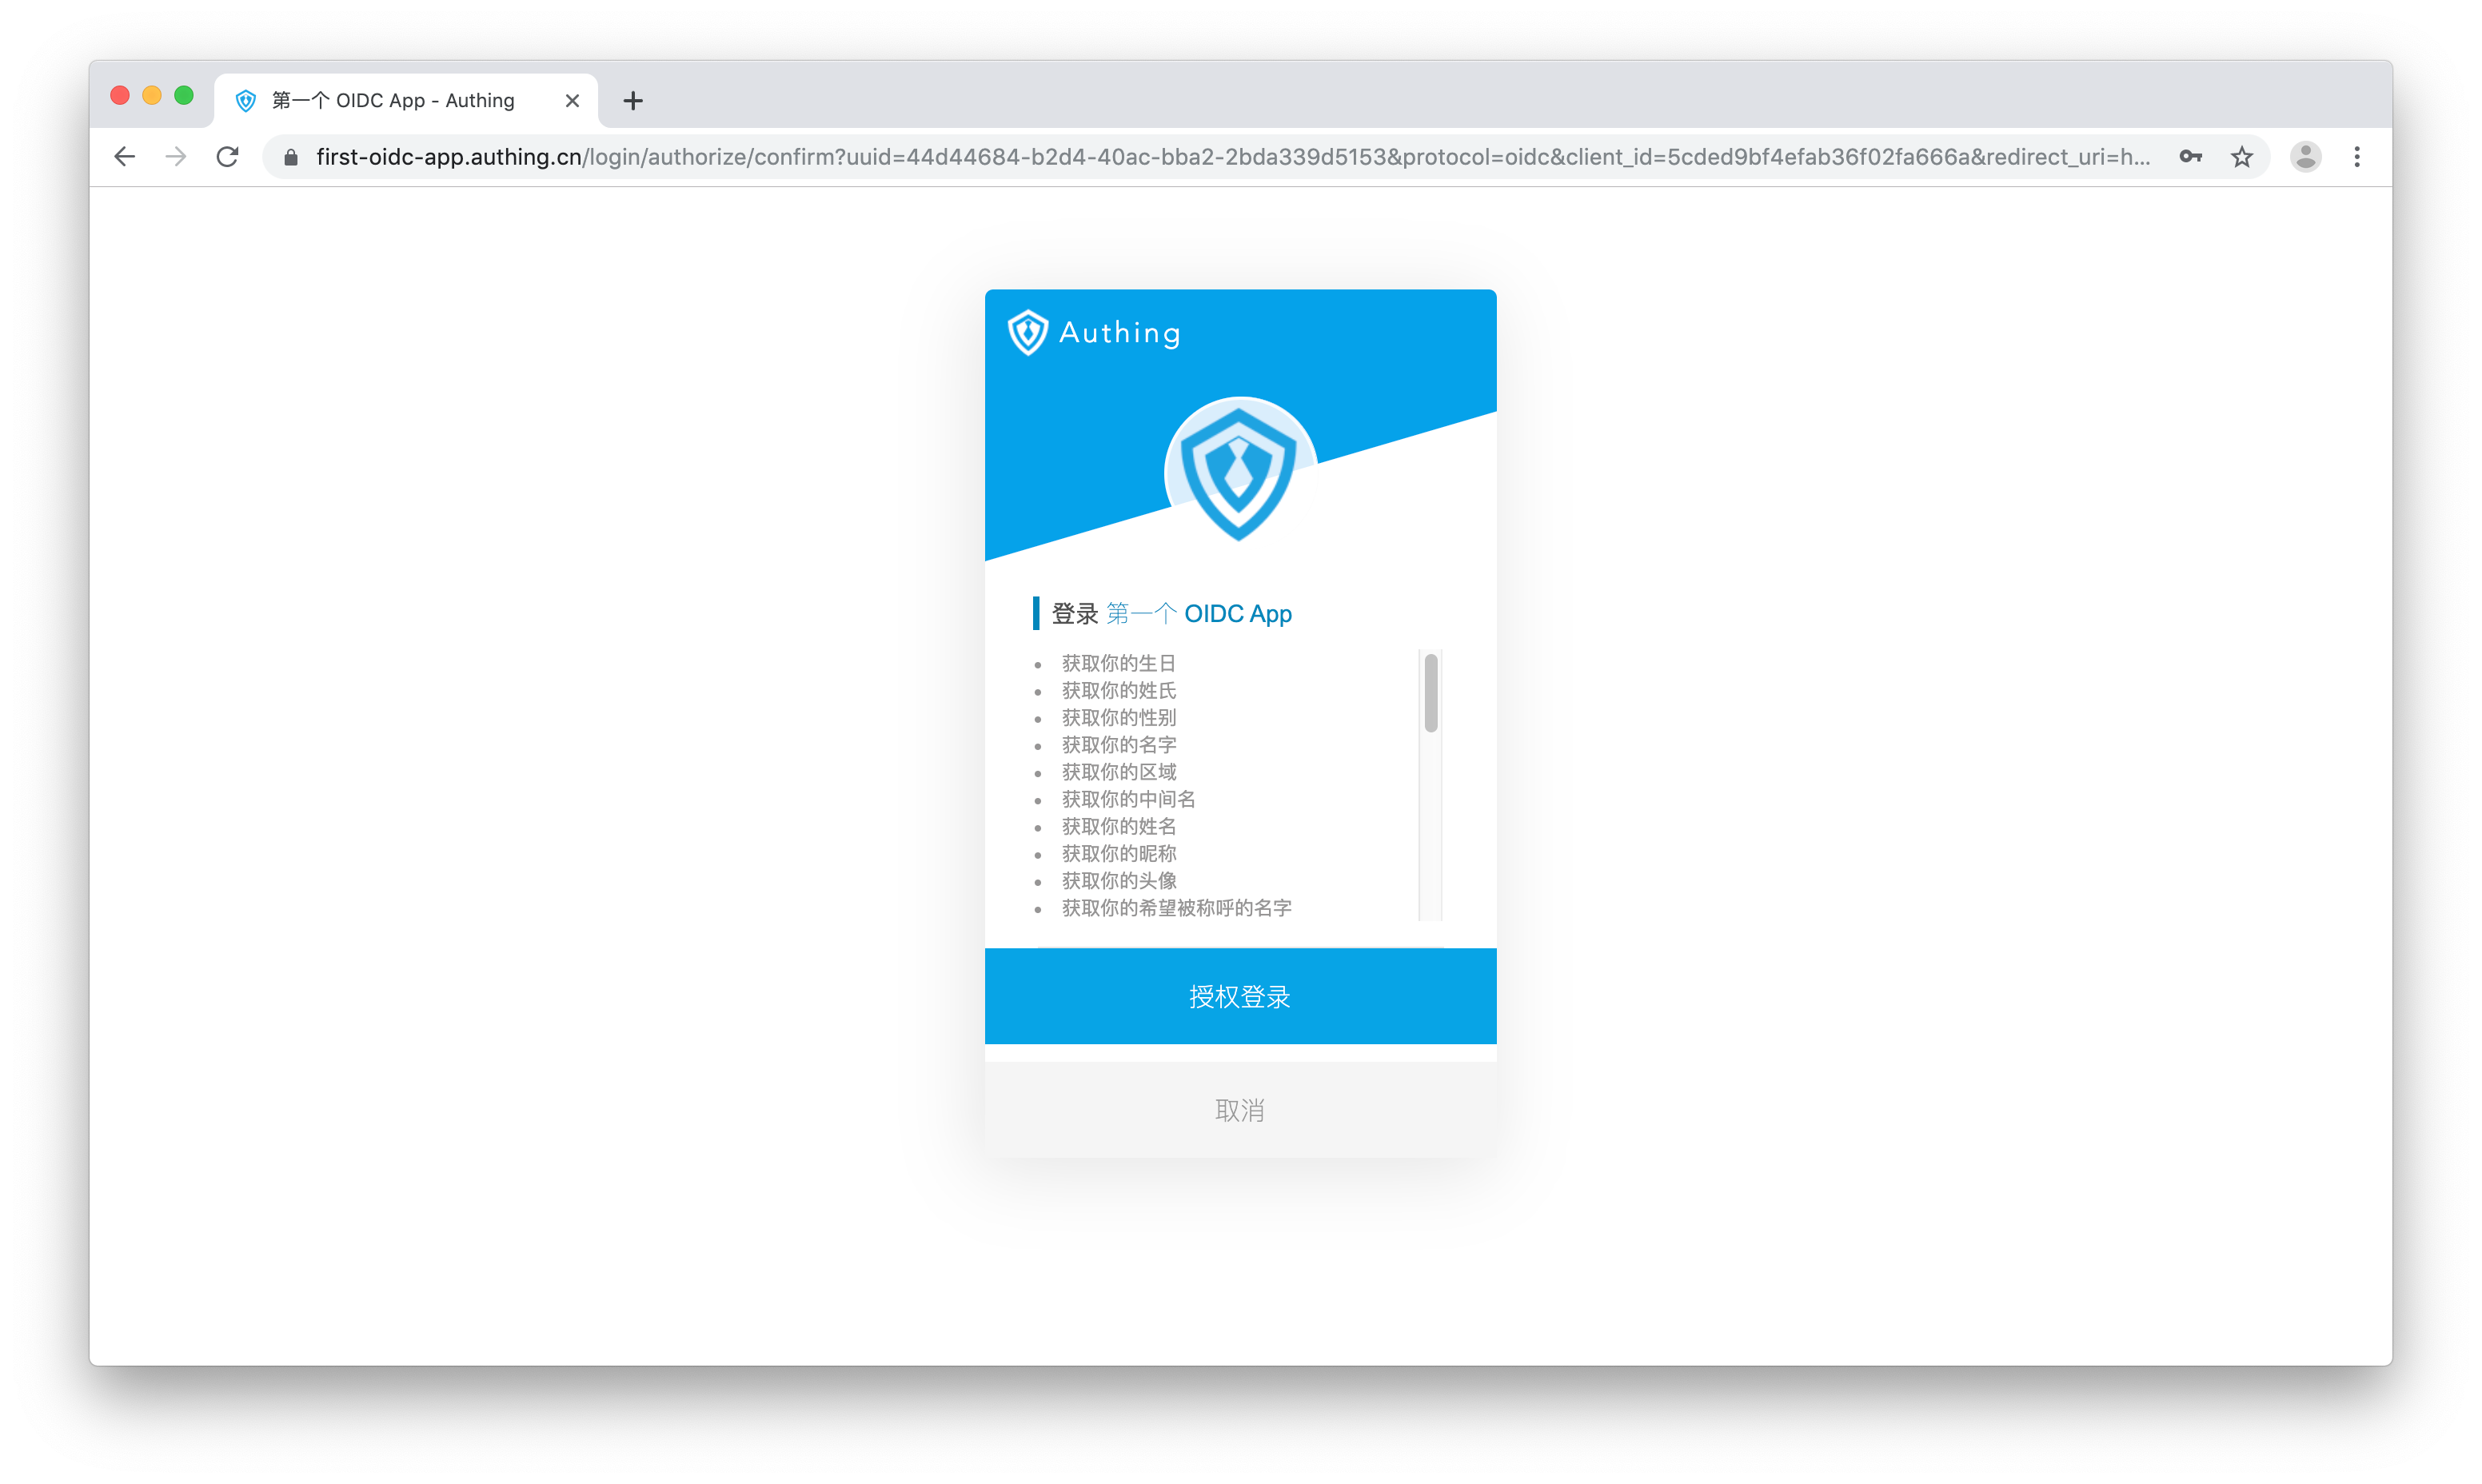 第一个 OIDC App - Authing
first-oidc-app.authing.cn/login/authorize/confirm?uuid=44d44684-b2d4-40ac-bba2-2bda339d5153&protocol=oidc&client_id=5cded9bf4efab36f02fa666a&redirect_uri=h...
Authing
登录 第一个 OIDC App
获取你的生日
获取你的姓氏
获取你的性别
获取你的名字
获取你的区域
获取你的中间名
获取你的姓名
获取你的昵称
获取你的头像
获取你的希望被称呼的名字
授权登录
取消